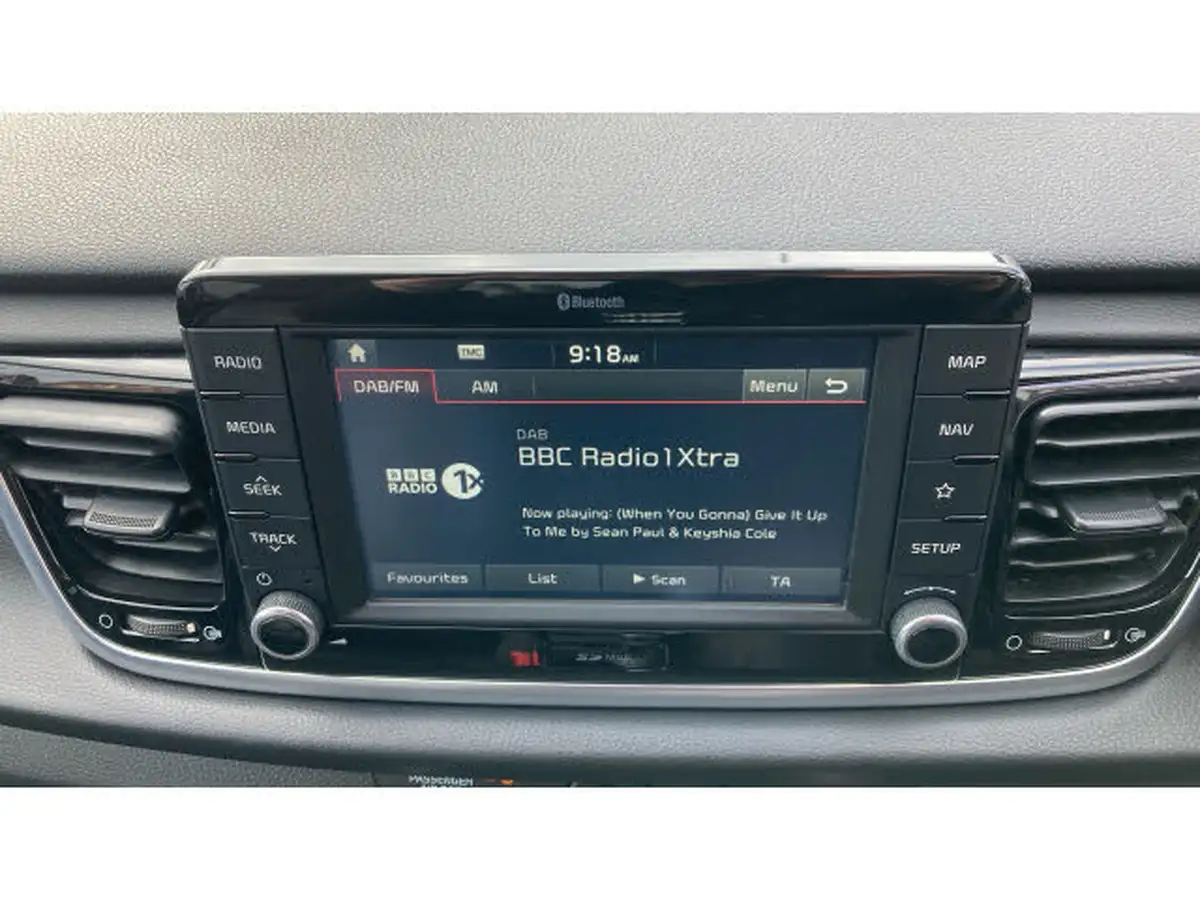 Bluetooth
RADIO
MEDIA
SEEK
TRACK
TMC
9:18AM
DAB/FM
AM
Menu
DAB
BBC Radio1Xtra
BBC
RADIO
1X
Now playing: (When You Gonna) Give It Up
To Me by Sean Paul & Keyshia Cole
Favourites
List
Scan
TA
MAP
NAV
SETUP
PASSENGER